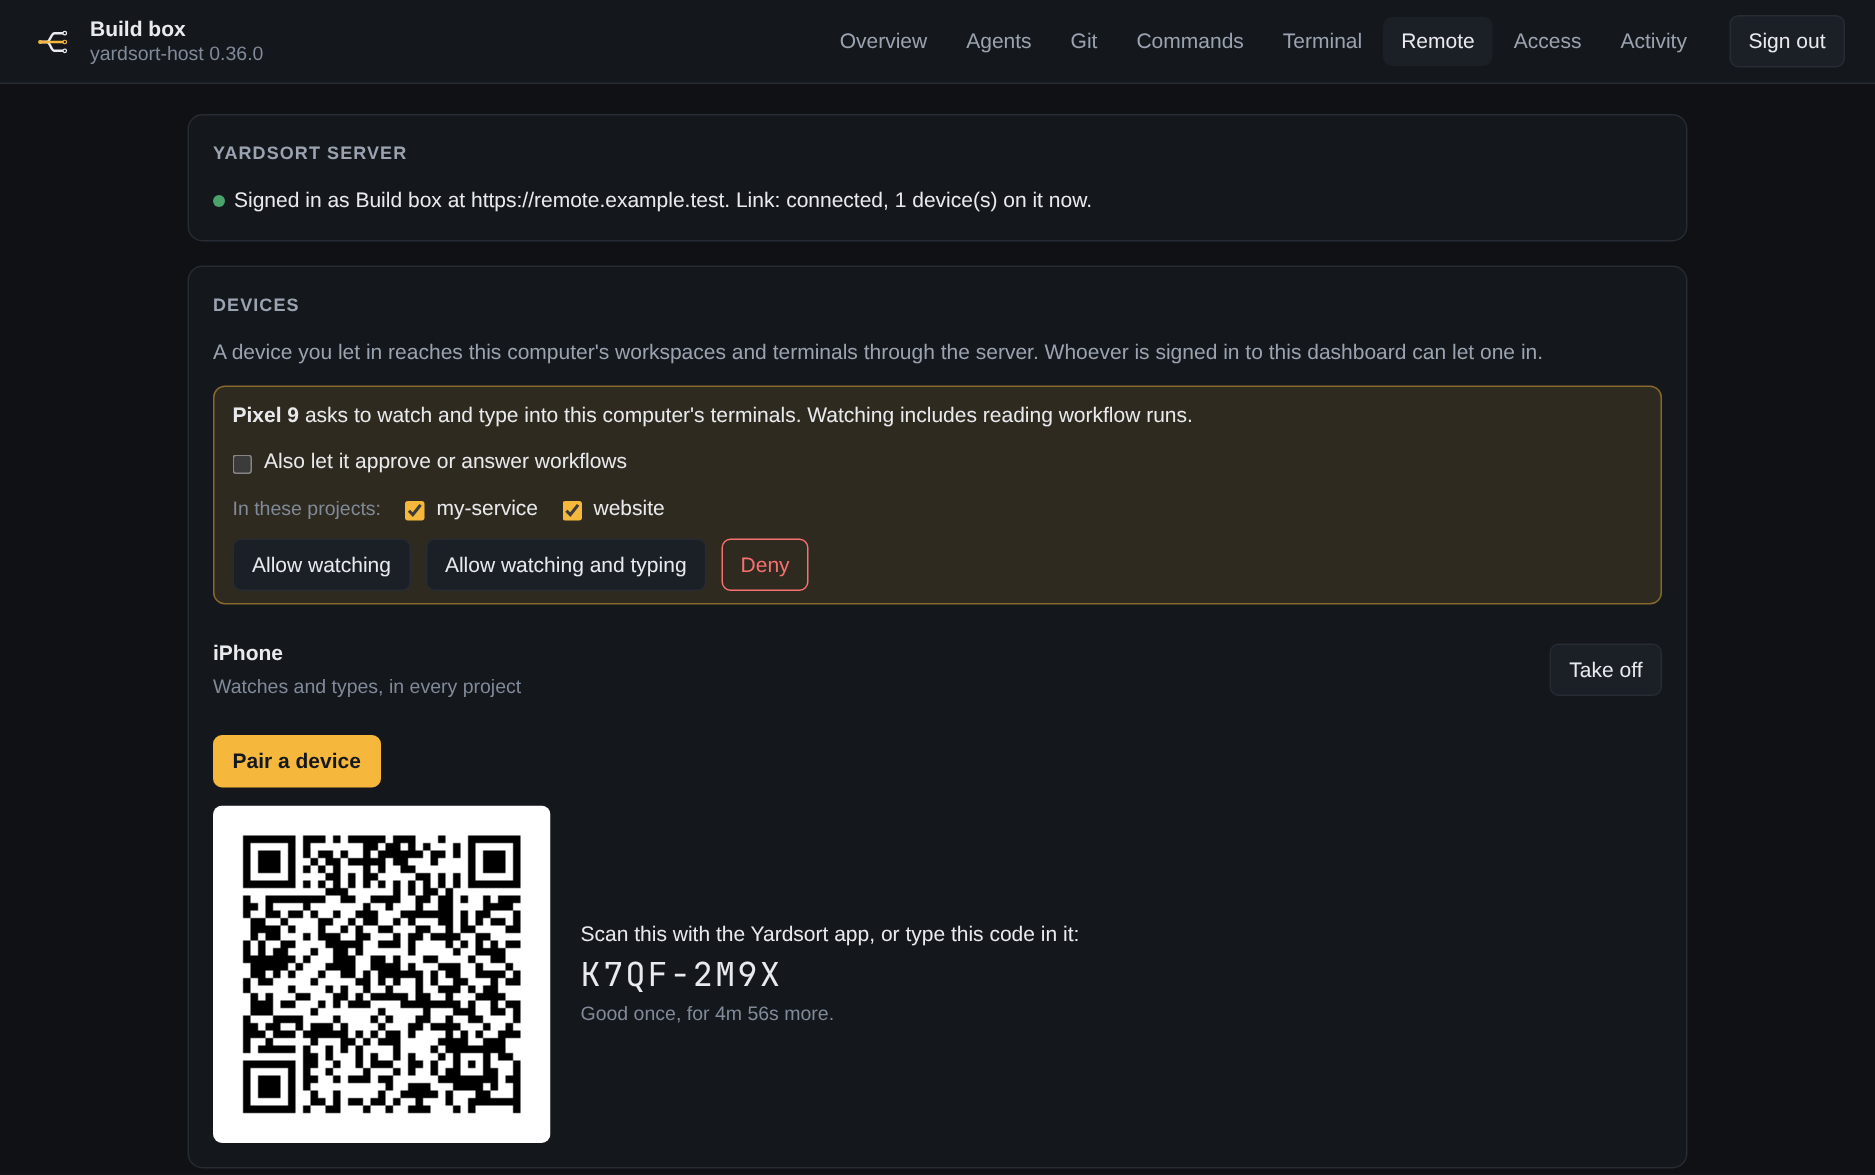 Build box
yardsort-host 0.36.0
Overview
Agents
Git
Commands
Terminal
Remote
Access
Activity
Sign out
YARDSORT SERVER
Signed in as Build box at https://remote.example.test. Link: connected, 1 device(s) on it now.
DEVICES
A device you let in reaches this computer's workspaces and terminals through the server. Whoever is signed in to this dashboard can let one in.
Pixel 9 asks to watch and type into this computer's terminals. Watching includes reading workflow runs.
Also let it approve or answer workflows
In these projects: my-service website
Allow watching
Allow watching and typing
Deny
iPhone
Watches and types, in every project
Take off
Pair a device
Scan this with the Yardsort app, or type this code in it:
K7QF-2M9X
Good once, for 4m 56s more.